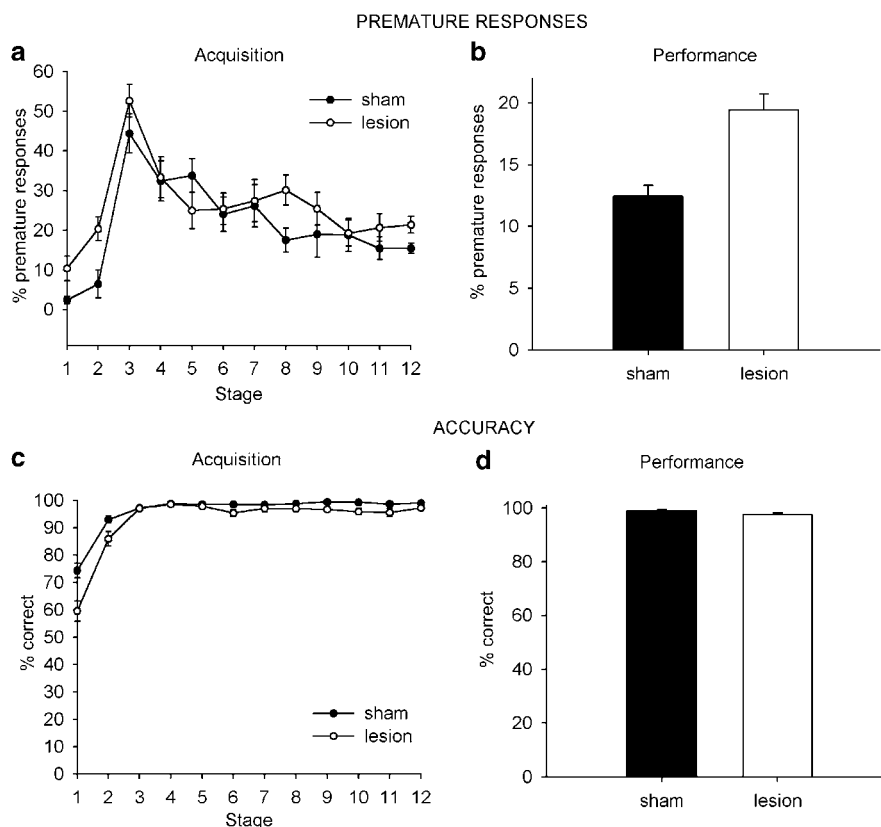 PREMATURE RESPONSES
a
Acquisition
% premature responses
60
50
40
30
20
10
0
sham
lesion
1 2 3 4 5 6 7 8 9 10 11 12
Stage
b
Performance
% premature responses
20
15
10
5
0
sham lesion
ACCURACY
c
Acquisition
% correct
100
90
80
70
60
50
40
30
20
10
0
sham
lesion
1 2 3 4 5 6 7 8 9 10 11 12
Stage
d
Performance
% correct
100
80
60
40
20
0
sham lesion